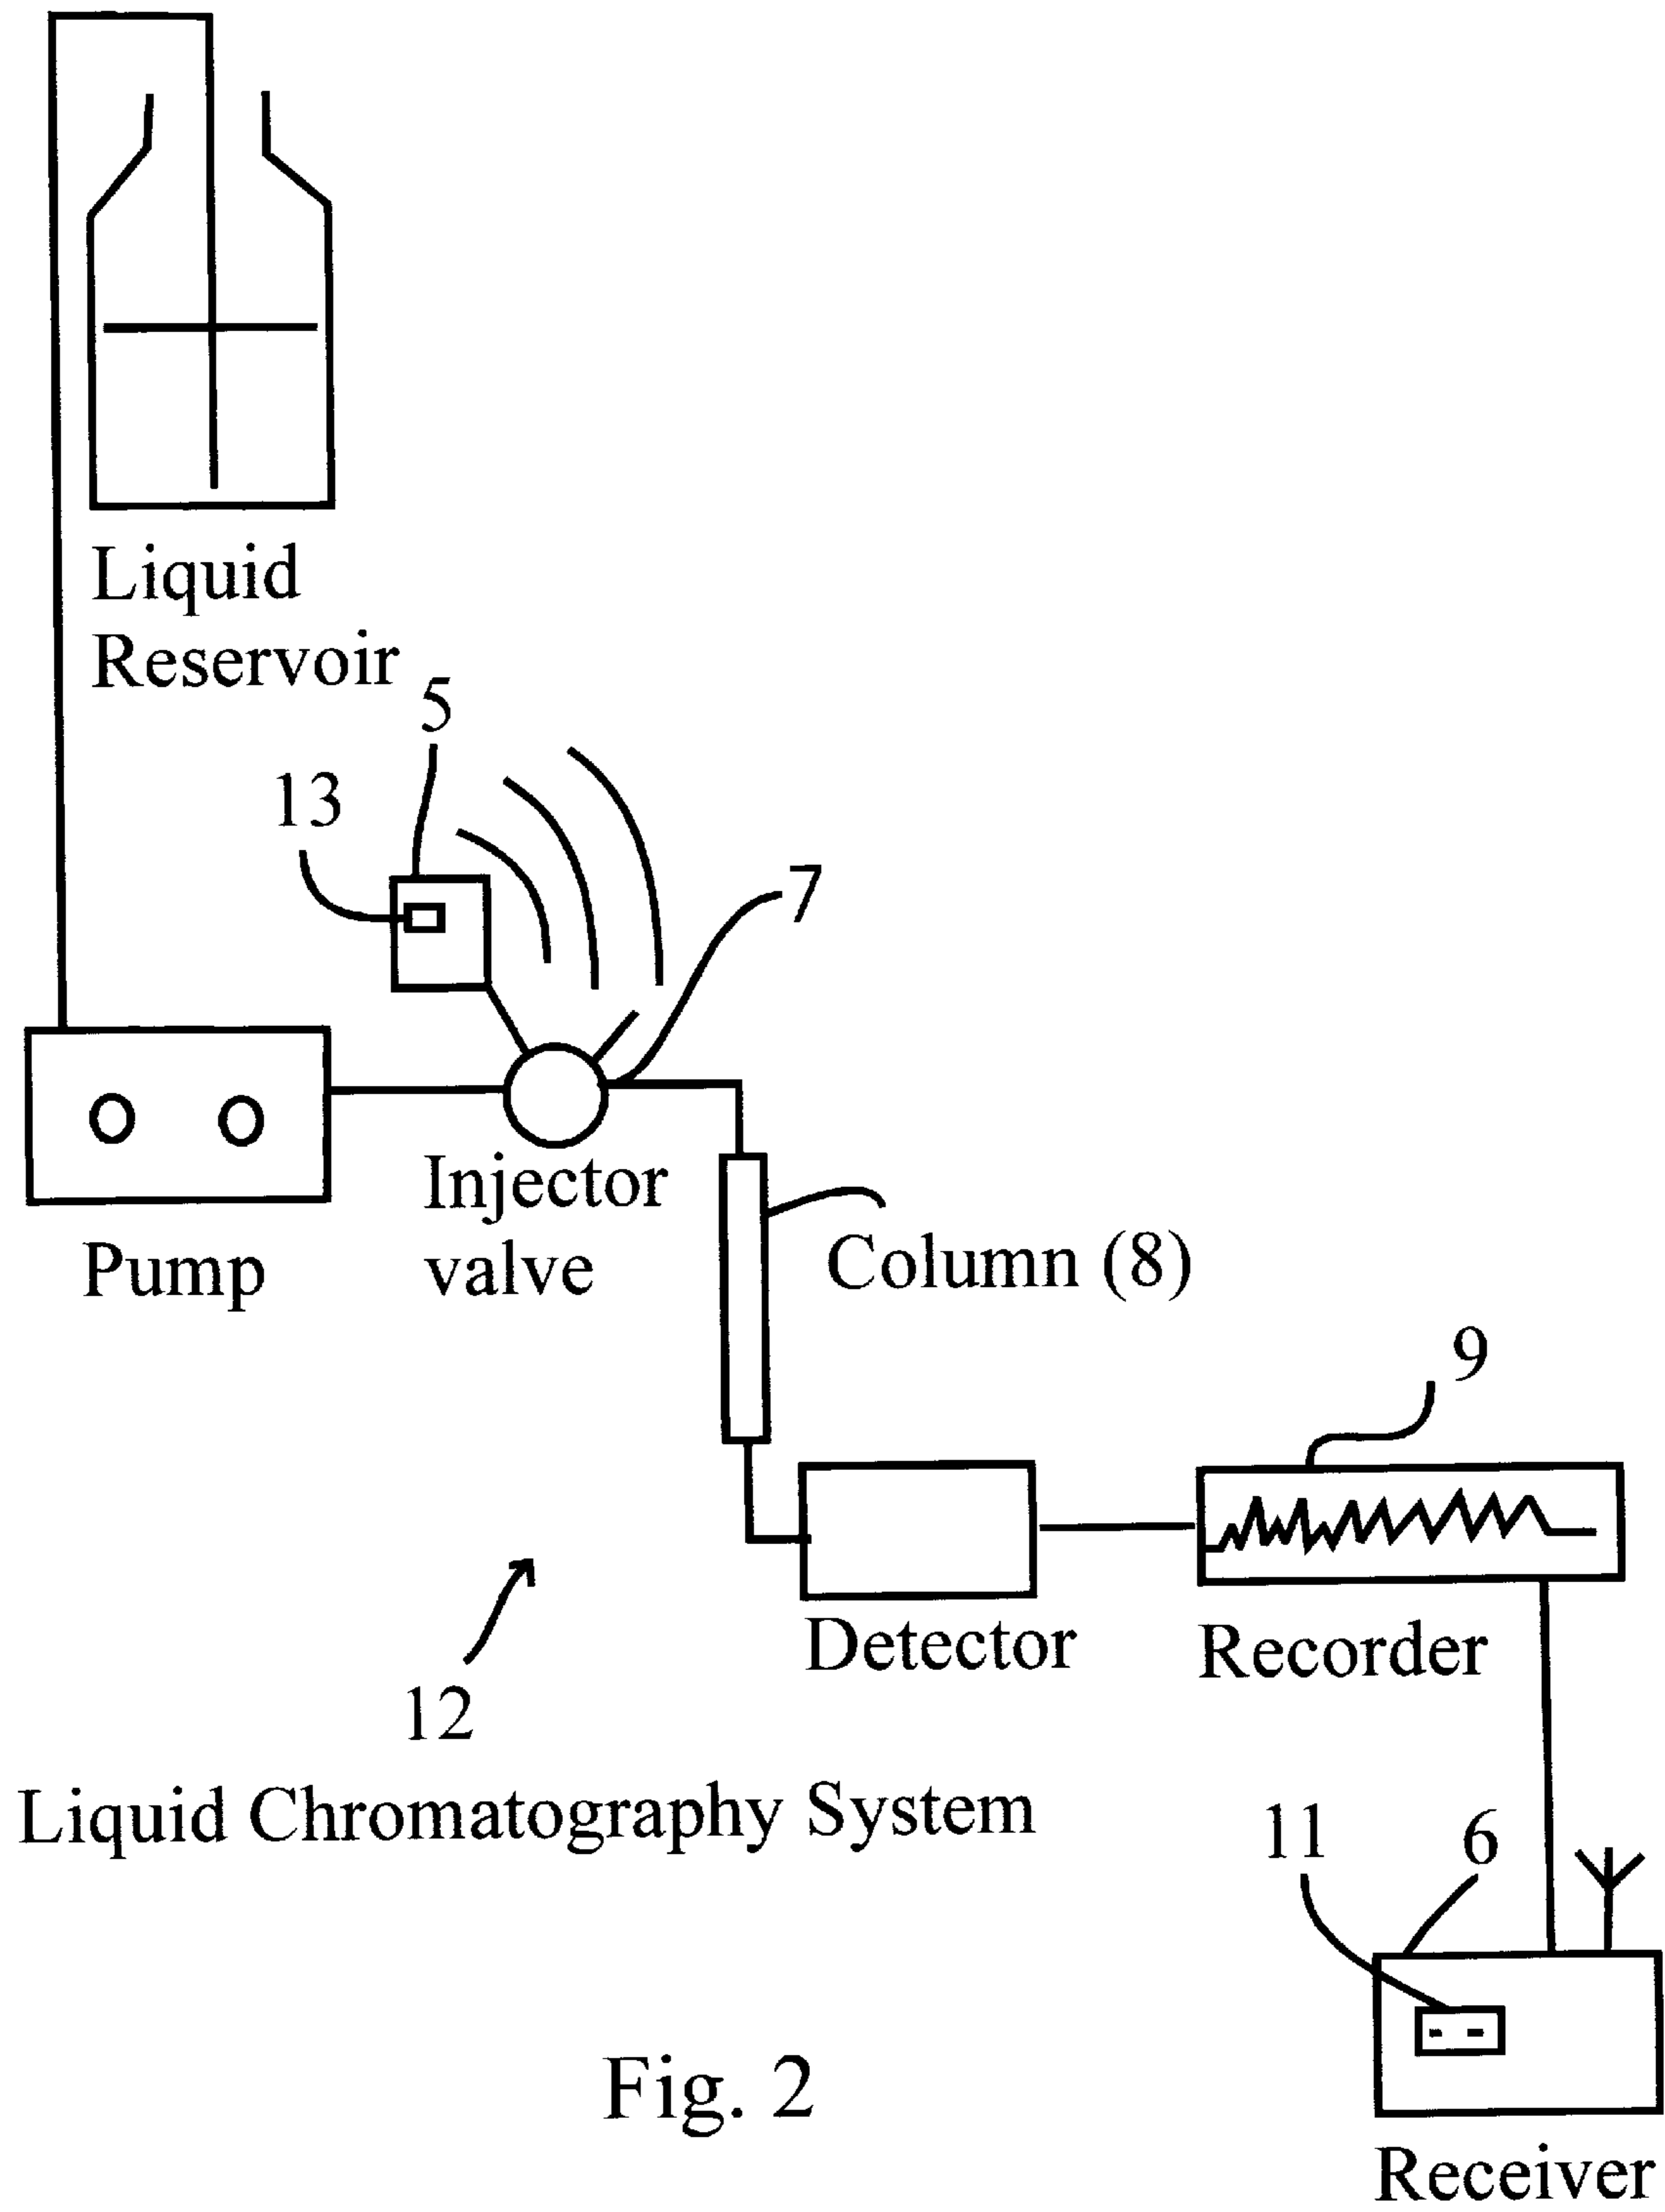 Liquid
Reservoir
5
13
7
Injector
valve
Pump
Column (8)
9
Detector
Recorder
12
Liquid Chromatography System
11
6
Fig. 2
Receiver